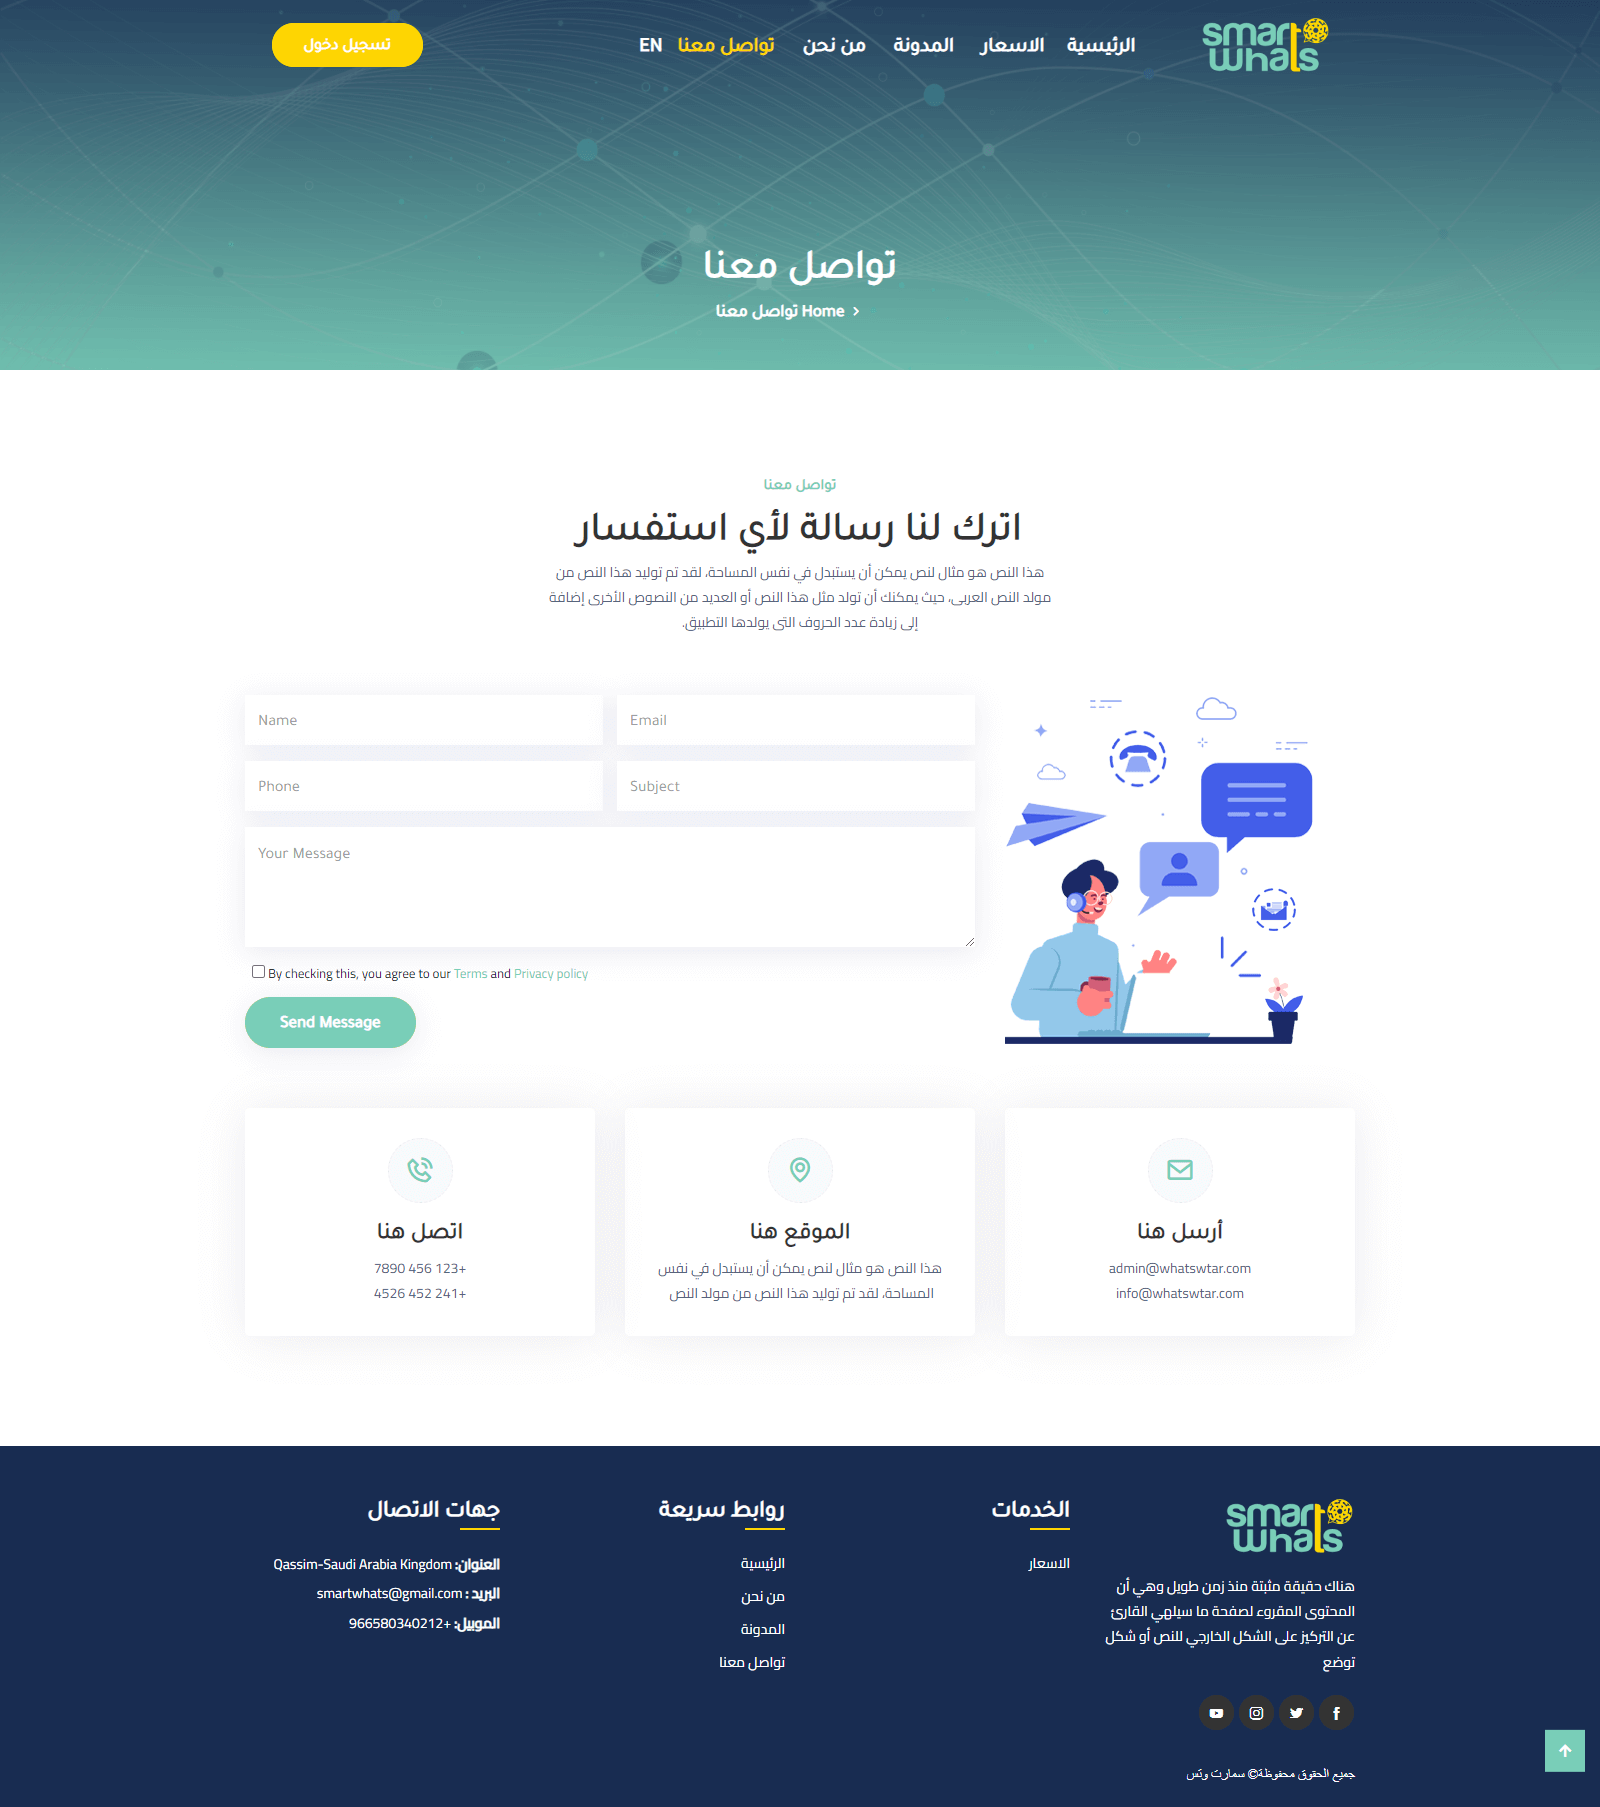 smart
whats
الرئيسية
الاسعار
المدونة
من نحن
تواصل معنا
EN
تسجيل دخول
تواصل معنا
Home تواصل معنا
تواصل معنا
اترك لنا رسالة لأي استفسار
هذا النص هو مثال لنص يمكن أن يستبدل في نفس المساحة، لقد تم توليد هذا النص من
مولد النص العربى، حيث يمكنك أن تولد مثل هذا النص أو العديد من النصوص الأخرى إضافة
إلى زيادة عدد الحروف التى يولدها التطبيق.
Name
Email
Phone
Subject
Your Message
By checking this, you agree to our Terms and Privacy policy
Send Message
أرسل هنا
admin@whatswtar.com
info@whatswtar.com
الموقع هنا
هذا النص هو مثال لنص يمكن أن يستبدل في نفس
المساحة، لقد تم توليد هذا النص من مولد النص
اتصل هنا
7890 456 123+
4526 452 241+
smart
whats
هناك حقيقة مثبتة منذ زمن طويل وهي أن
المحتوى المقروء لصفحة ما سيلهي القارئ
عن التركيز على الشكل الخارجي للنص أو شكل
توضع
الخدمات
الاسعار
روابط سريعة
الرئيسية
من نحن
المدونة
تواصل معنا
جهات الاتصال
العنوان: Qassim-Saudi Arabia Kingdom
البريد : smartwhats@gmail.com
الموبيل: +966580340212
جميع الحقوق محفوظة© سمارت وتس